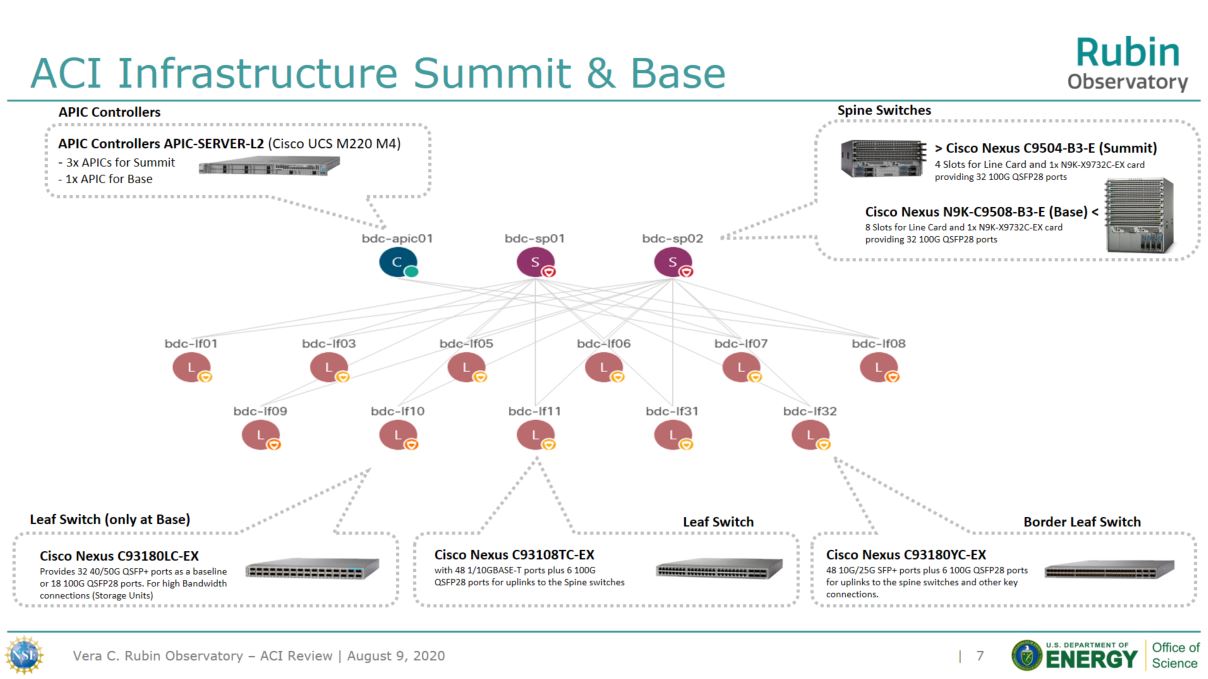 ACI Infrastructure Summit & Base
Rubin
Observatory
APIC Controllers
APIC Controllers APIC-SERVER-L2 (Cisco UCS M220 M4)
- 3x APICs for Summit
- 1x APIC for Base
Spine Switches
> Cisco Nexus C9504-B3-E (Summit)
4 Slots for Line Card and 1x N9K-X9732C-EX card
providing 32 100G QSFP28 ports
Cisco Nexus N9K-C9508-B3-E (Base) <
8 Slots for Line Card and 1x N9K-X9732C-EX card
providing 32 100G QSFP28 ports
bdc-apic01
bdc-sp01
bdc-sp02
C
S
S
bdc-lf01
bdc-lf03
bdc-lf05
bdc-lf06
bdc-lf07
bdc-lf08
L
L
L
L
L
L
bdc-lf09
bdc-lf10
bdc-lf11
bdc-lf31
bdc-lf32
L
L
L
L
L
Leaf Switch (only at Base)
Cisco Nexus C93180LC-EX
Provides 32 40/50G QSFP+ ports as a baseline
or 18 100G QSFP28 ports. For high Bandwidth
connections (Storage Units)
Leaf Switch
Cisco Nexus C93108TC-EX
with 48 1/10GBASE-T ports plus 6 100G
QSFP28 ports for uplinks to the Spine switches
Border Leaf Switch
Cisco Nexus C93180YC-EX
48 10G/25G SFP+ ports plus 6 100G QSFP28 ports
for uplinks to the spine switches and other key
connections.
NSF
Vera C. Rubin Observatory – ACI Review | August 9, 2020
| 7
U.S. DEPARTMENT OF
ENERGY
Office of
Science